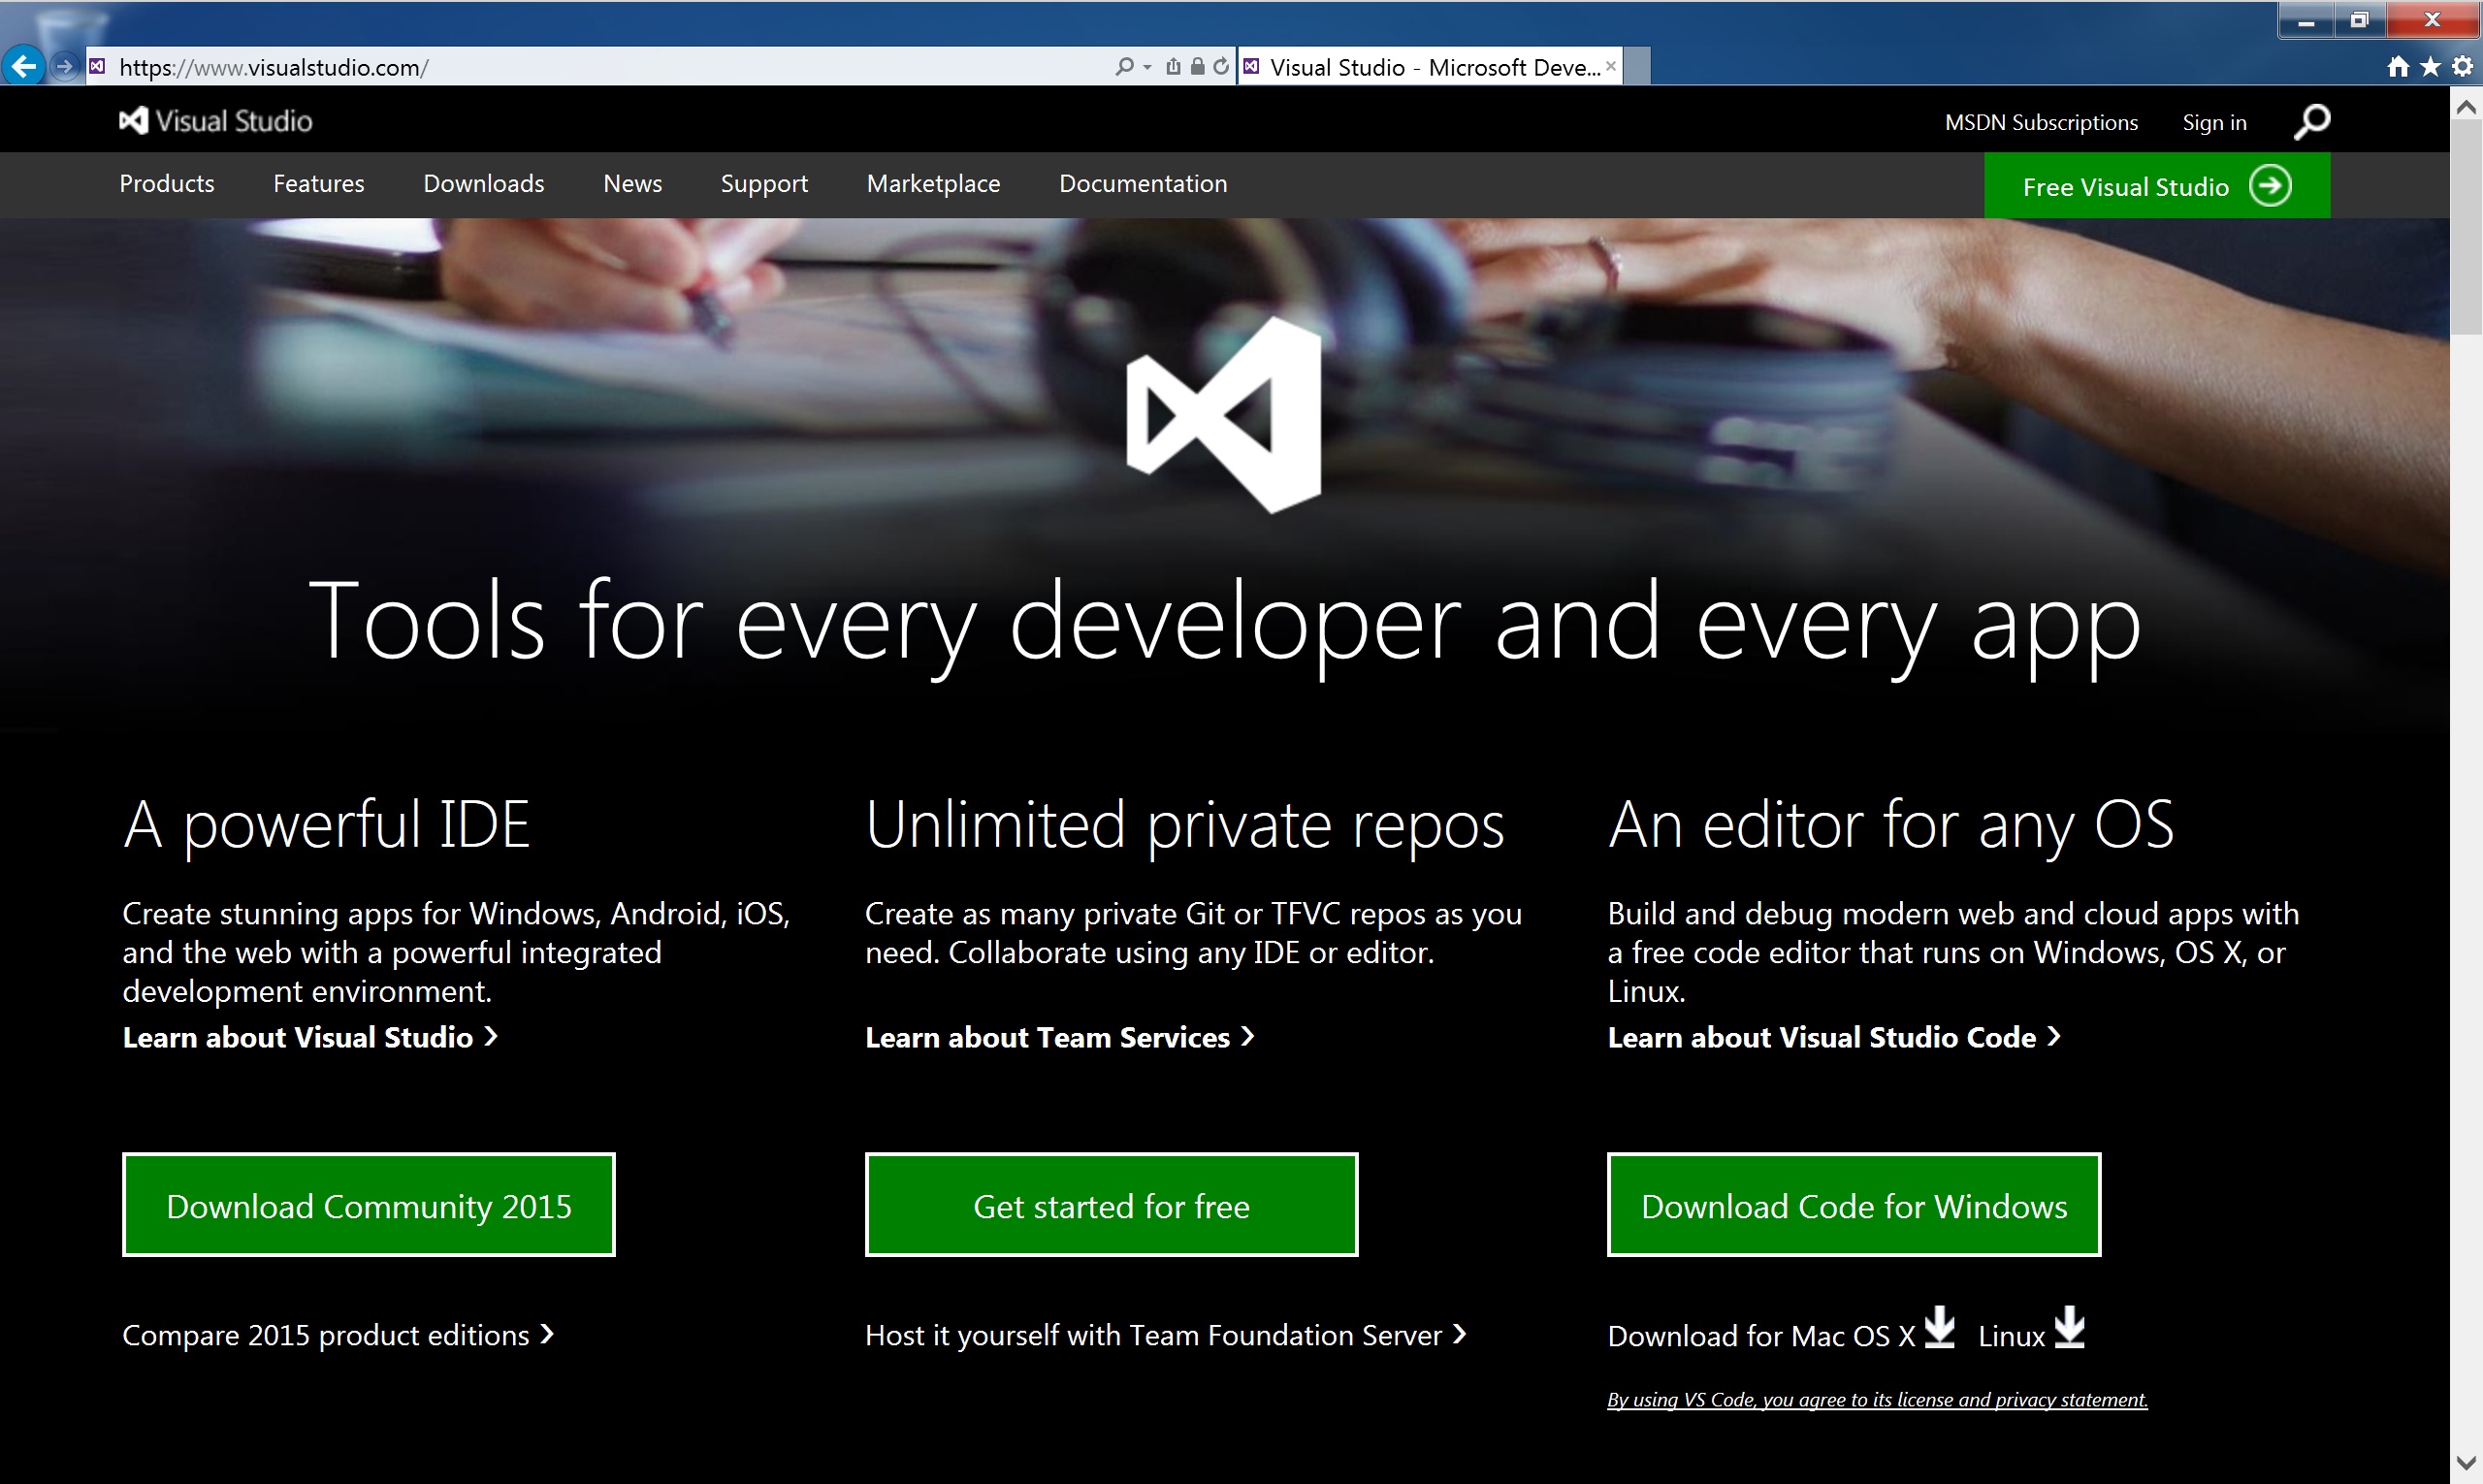 https://www.visualstudio.com/
Visual Studio - Microsoft Deve...
Visual Studio
MSDN Subscriptions Sign in
Products Features Downloads News Support Marketplace Documentation
Free Visual Studio
Tools for every developer and every app
A powerful IDE
Create stunning apps for Windows, Android, iOS,
and the web with a powerful integrated
development environment.
Learn about Visual Studio
Download Community 2015
Compare 2015 product editions
Unlimited private repos
Create as many private Git or TFVC repos as you
need. Collaborate using any IDE or editor.
Learn about Team Services
Get started for free
Host it yourself with Team Foundation Server
An editor for any OS
Build and debug modern web and cloud apps with
a free code editor that runs on Windows, OS X, or
Linux.
Learn about Visual Studio Code
Download Code for Windows
Download for Mac OS X Linux
By using VS Code, you agree to its license and privacy statement.